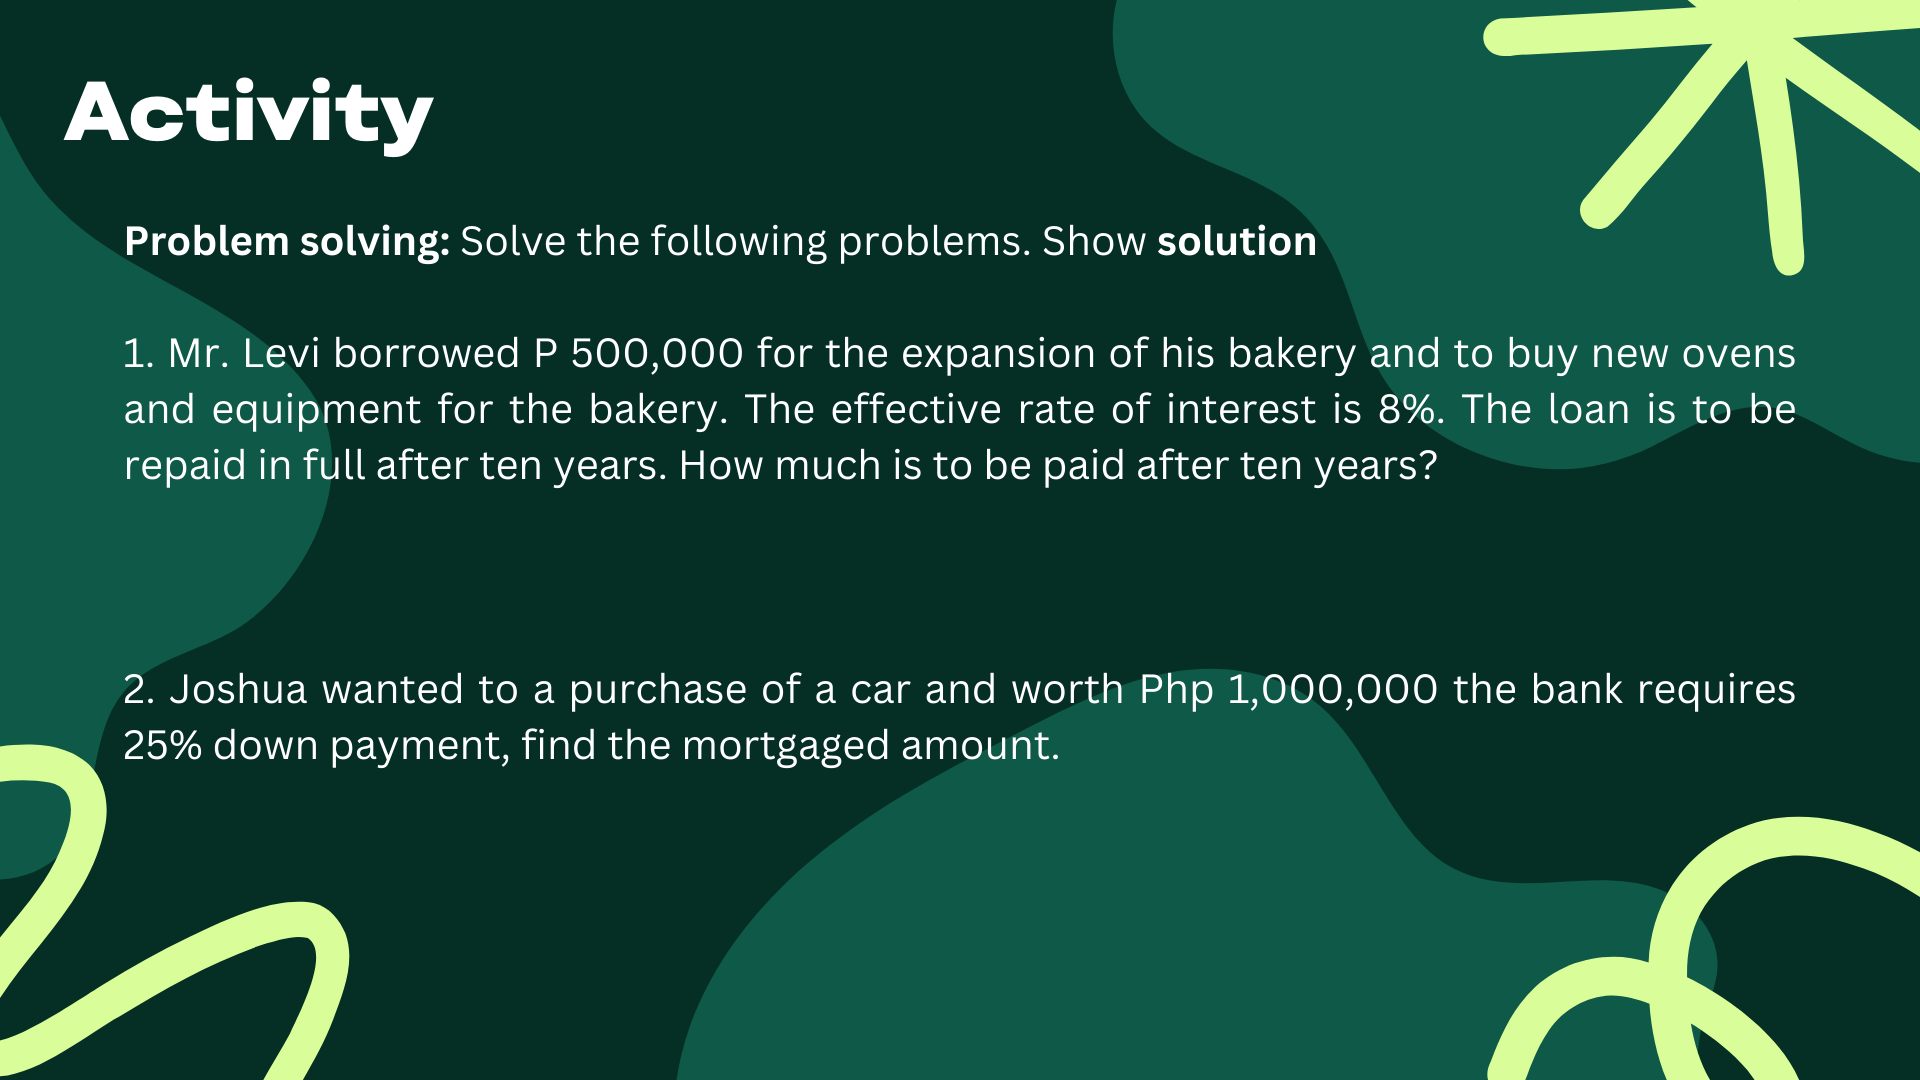 Activity
Problem solving: Solve the following problems. Show solution
1. Mr. Levi borrowed P 500,000 for the expansion of his bakery and to buy new ovens
and equipment for the bakery. The effective rate of interest is 8%. The loan is to be
repaid in full after ten years. How much is to be paid after ten years?
2. Joshua wanted to a purchase of a car and worth Php 1,000,000 the bank requires
25% down payment, find the mortgaged amount.